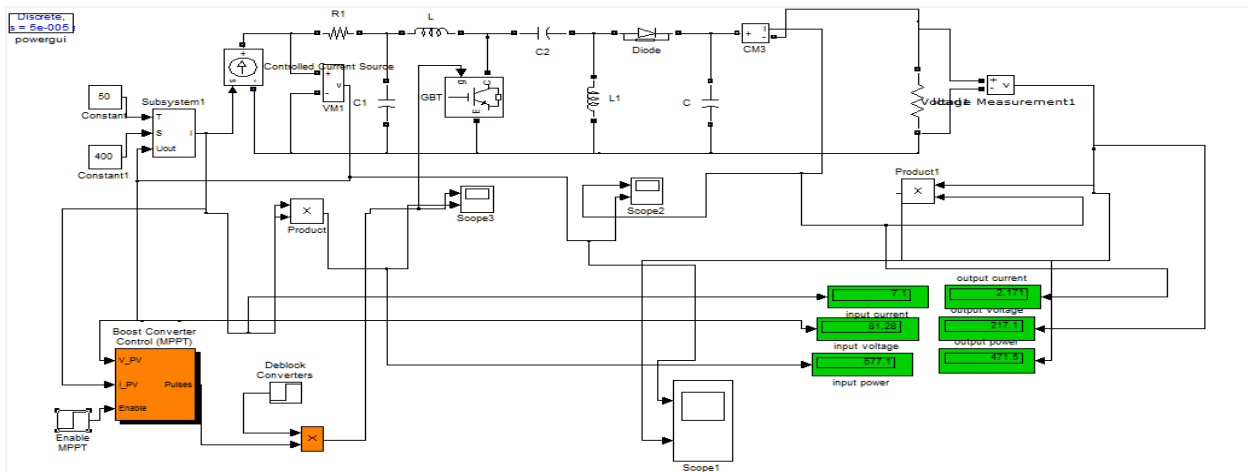 Discrete,
s = 5e-005 s
powergui
R1
L
C2
Diode
CM3
Controlled Current Source
VM1
C1
IGBT
g
C
E
L1
C
Voltage Measurement1
50
Constant
400
Constant1
Subsystem1
T
S
Uout
I
Product
Scope3
Scope2
Product1
7.1
input current
81.28
input voltage
577.1
input power
output current
2.171
output voltage
217.1
output power
471.5
Boost Converter
Control (MPPT)
V_PV
I_PV
Enable
Pulses
Enable
MPPT
Deblock
Converters
Scope1